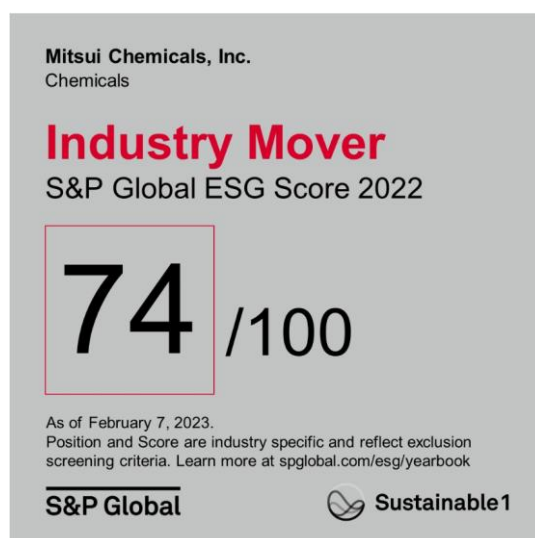 Mitsui Chemicals, Inc.
Chemicals
Industry Mover
S&P Global ESG Score 2022
74 /100
As of February 7, 2023.
Position and Score are industry specific and reflect exclusion
screening criteria. Learn more at spglobal.com/esg/yearbook
S&P Global
Sustainable1